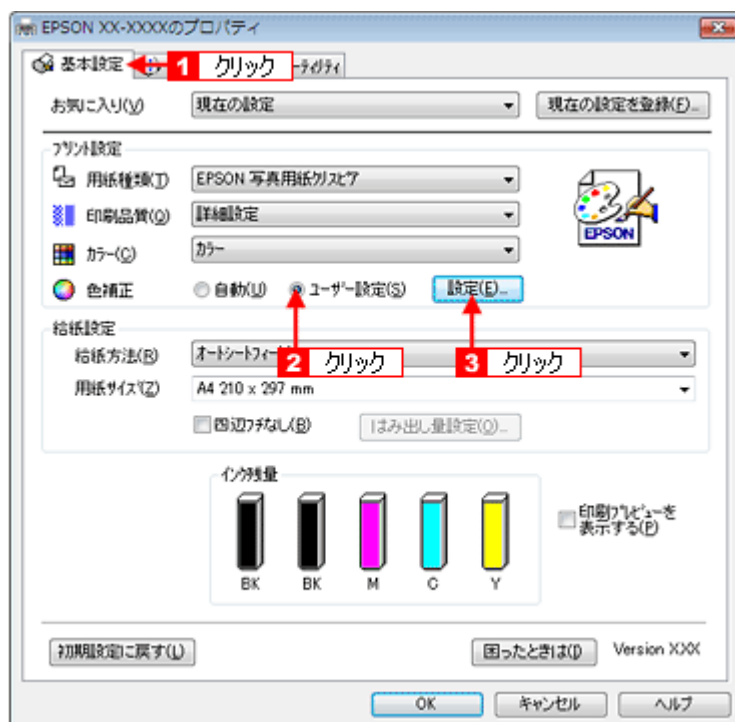 EPSON XX-XXXXのプロパティ
基本設定 1 クリック ーティリティ
お気に入り(V) 現在の設定 現在の設定を登録(F)...
プリント設定
用紙種類(T) EPSON 写真用紙クリスピア
印刷品質(Q) 詳細設定
カラー(C) カラー
EPSON
色補正 自動(U) ユーザー設定(S) 設定(E)...
給紙設定
給紙方法(R) オートシートフィー
2 クリック 3 クリック
用紙サイズ(Z) A4 210 x 297 mm
四辺フチなし(B) はみ出し量設定(O)...
インク残量
印刷プレビューを
表示する(P)
BK BK M C Y
初期設定に戻す(L) 困ったときは(I) Version X.XX
OK キャンセル ヘルプ